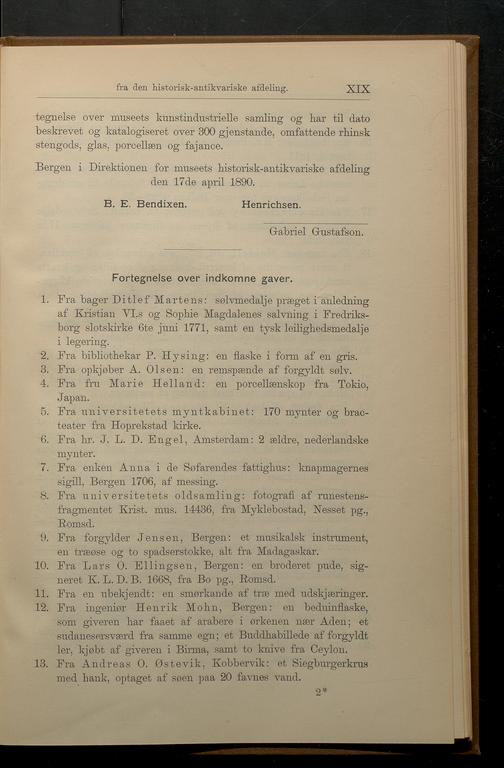 fra den historisk-antikvariske afdeling. XIX
tegnelse over museets kunstindustrielle samling og har til dato
beskrevet og katalogiseret over 300 gjenstande, omfattende rhinsk
stengods, glas, porcellæn og fajance.
Bergen i Direktionen for museets historisk-antikvariske afdeling
den 17de april 1890.
B. E. Bendixen. Henrichsen.
Gabriel Gustafson.
Fortegnelse over indkomne gaver.
1. Fra bager Ditlef Martens: sølvmedalje præget i anledning
af Kristian VI.s og Sophie Magdalenes salvning i Fredriks-
borg slotskirke 6te juni 1771, samt en tysk leilighedsmedalje
i legering.
2. Fra bibliothekar P. Hysing: en flaske i form af en gris.
3. Fra opkjøber A. Olsen: en remspænde af forgyldt sølv.
4. Fra fru Marie Helland: en porcellænskop fra Tokio,
Japan.
5. Fra universitetets myntkabinet: 170 mynter og brac-
teater fra Hoprekstad kirke.
6. Fra hr. J. L. D. Engel, Amsterdam: 2 ældre, nederlandske
mynter.
7. Fra enken Anna i de Søfarendes fattighus: knapmagernes
sigill, Bergen 1706, af messing.
8. Fra universitetets oldsamling: fotografi af runestens-
fragmentet Krist. mus. 14436, fra Myklebostad, Nesset pg.,
Romsd.
9. Fra forgylder Jensen, Bergen: et musikalsk instrument,
en træøse og to spadserstokke, alt fra Madagaskar.
10. Fra Lars O. Ellingsen, Bergen: en broderet pude, sig-
neret K. L. D. B. 1668, fra Bo pg., Romsd.
11. Fra en ubekjendt: en smørkande af træ med udskjæringer.
12. Fra ingeniør Henrik Mohn, Bergen: en beduinflaske,
som giveren har faaet af arabere i ørkenen nær Aden; et
sudanesersværd fra samme egn; et Buddhabillede af forgyldt
ler, kjøbt af giveren i Birma, samt to knive fra Ceylon.
13. Fra Andreas O. Østevik, Kobbervik: et Siegburgerkrus
med hank, optaget af søen paa 20 favnes vand.
2*